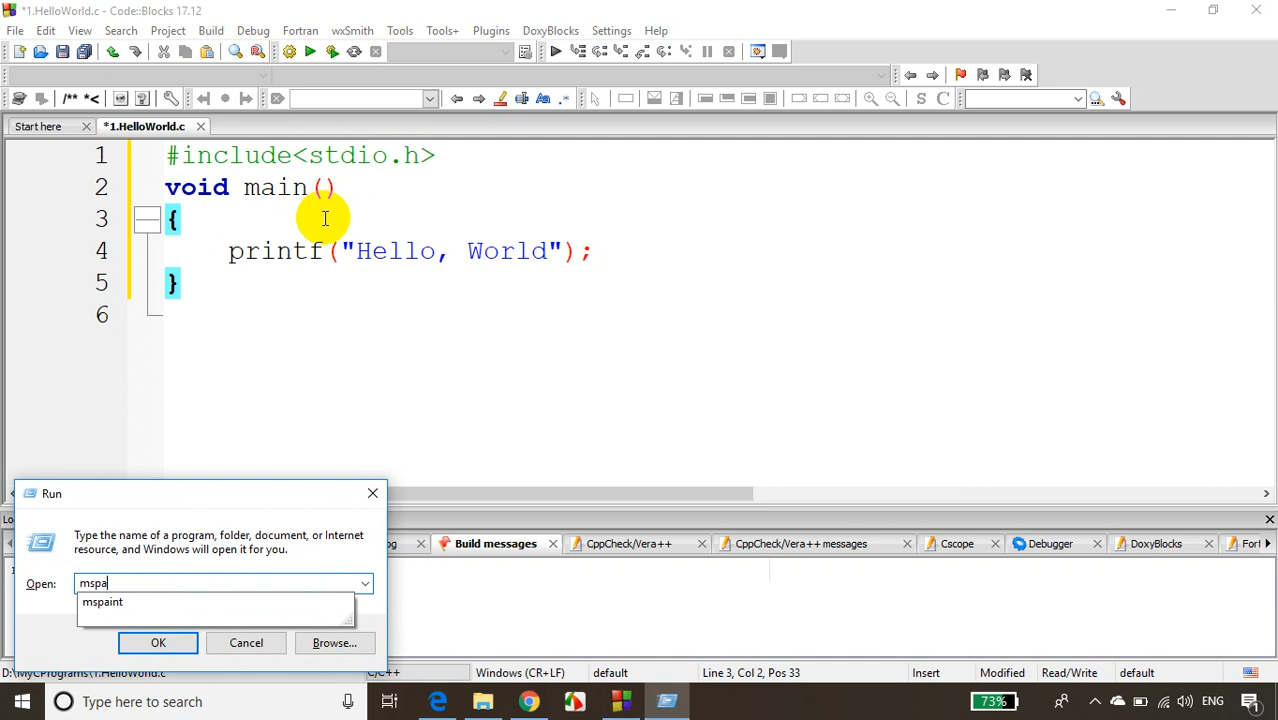 *1.HelloWorld.c - Code::Blocks 17.12
File Edit View Search Project Build Debug Fortran wxSmith Tools Tools+ Plugins DoxyBlocks Settings Help
/** *<
S C
Start here *1.HelloWorld.c
1 #include<stdio.h>
2 void main()
3 {
4 printf("Hello, World");
5 }
6
Run
Type the name of a program, folder, document, or Internet
resource, and Windows will open it for you.
Open: mspa
mspaint
OK Cancel Browse...
Lo
og Build messages CppCheck/Vera++ CppCheck/Vera++ messages Cscope Debugger DoxyBlocks Fort
D:\MyCPrograms\1.HelloWorld.c C/C++ Windows (CR+LF) default Line 3, Col 2, Pos 33 Insert Modified Read/Write default
Type here to search 73% ENG 1